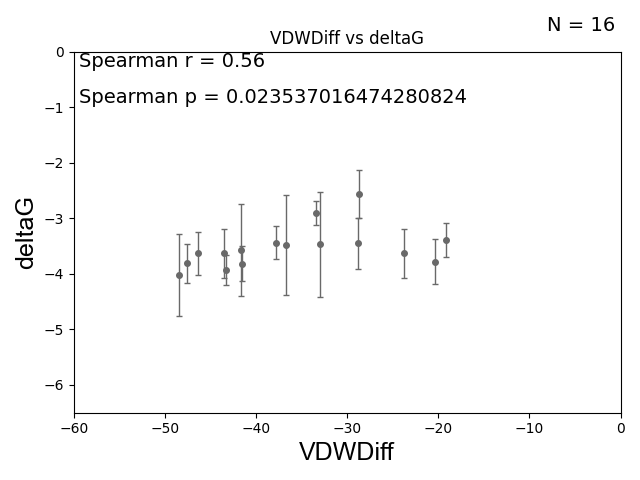 N = 16
VDWDiff vs deltaG
Spearman r = 0.56
Spearman p = 0.023537016474280824
0
−1
−2
−3
−4
−5
−6
deltaG
−60 −50 −40 −30 −20 −10 0
VDWDiff